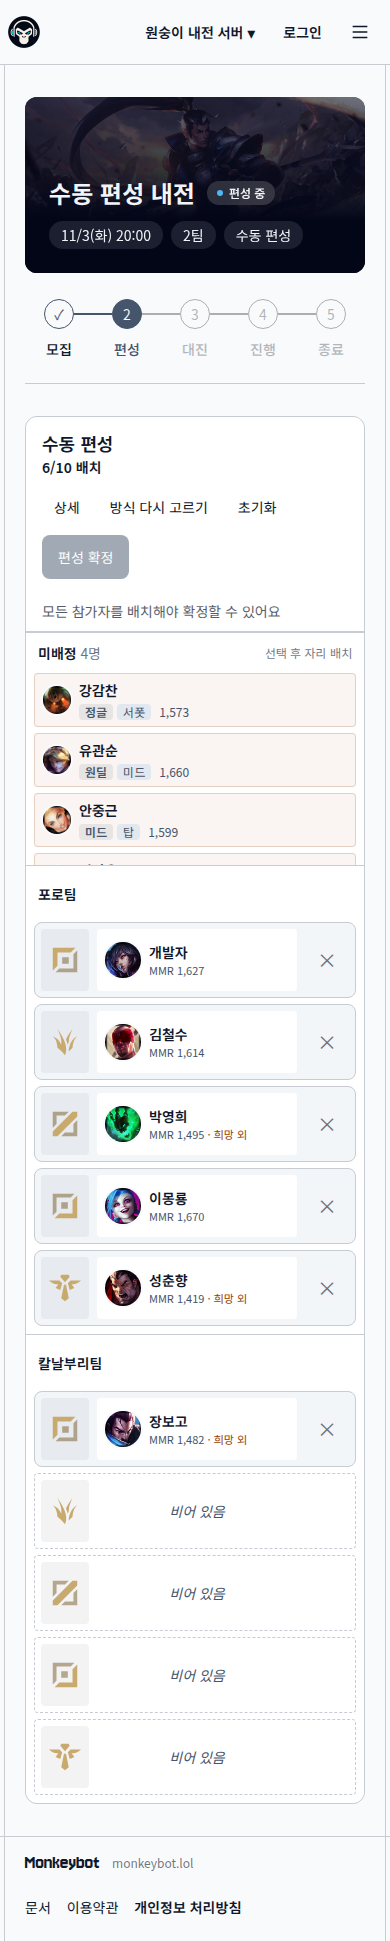 원숭이 내전 서버 ▾
로그인
수동 편성 내전
편성 중
11/3(화) 20:00
2팀
수동 편성
✓ 2 3 4 5
모집 편성 대진 진행 종료
수동 편성
6/10 배치
상세 방식 다시 고르기 초기화
편성 확정
모든 참가자를 배치해야 확정할 수 있어요
미배정 4명
선택 후 자리 배치
강감찬
정글 서폿 1,573
유관순
원딜 미드 1,660
안중근
미드 탑 1,599
포로팀
개발자
MMR 1,627
김철수
MMR 1,614
박영희
MMR 1,495 · 희망 외
이몽룡
MMR 1,670
성춘향
MMR 1,419 · 희망 외
칼날부리팀
장보고
MMR 1,482 · 희망 외
비어 있음
비어 있음
비어 있음
비어 있음
Monkeybot monkeybot.lol
문서 이용약관 개인정보 처리방침